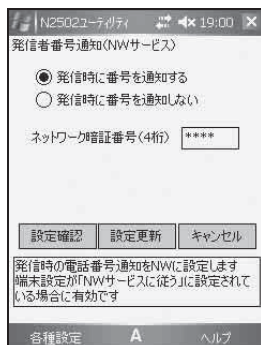 N2502ユーティリティ 19:00
発信者番号通知(NWサービス)
発信時に番号を通知する
発信時に番号を通知しない
ネットワーク暗証番号(4桁) ****
設定確認 設定更新 キャンセル
発信時の電話番号通知をNWに設定します
端末設定が「NWサービスに従う」に設定されて
いる場合に有効です
各種設定 A ヘルプ